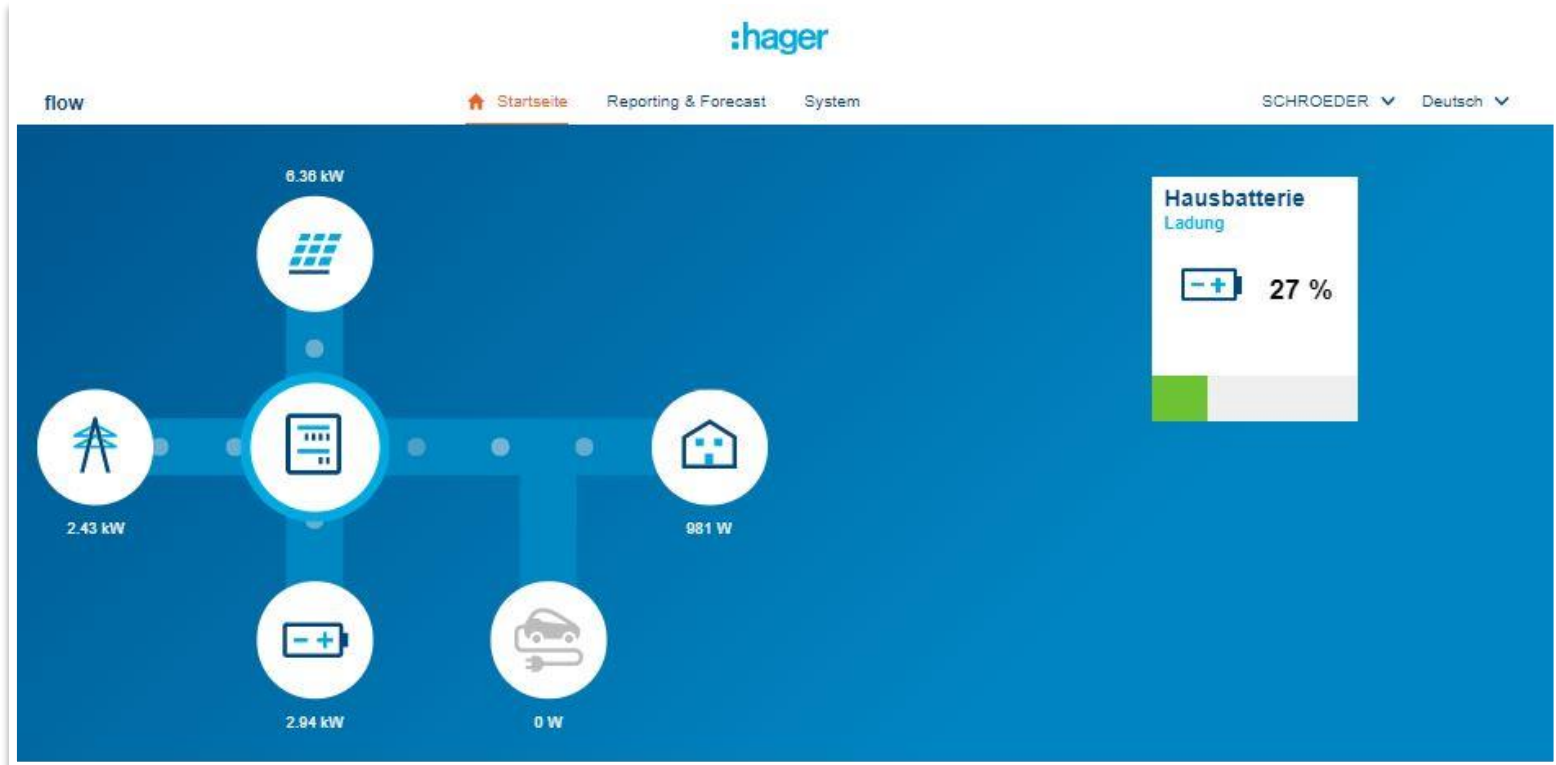 :hager
flow
Startseite
Reporting & Forecast
System
SCHROEDER
Deutsch
6.36 kW
Hausbatterie
Ladung
27 %
2.43 kW
981 W
2.94 kW
0 W